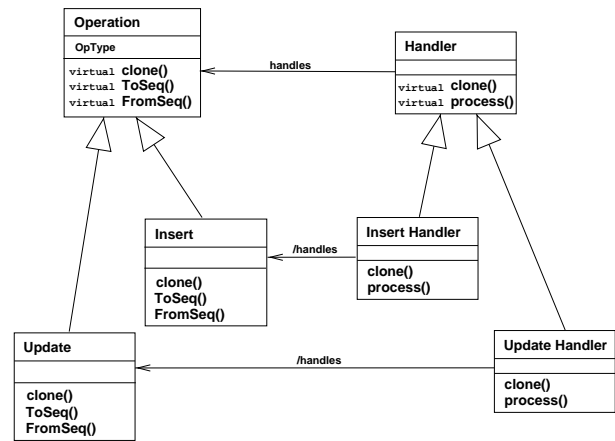 Operation
OpType
virtual clone()
virtual ToSeq()
virtual FromSeq()
handles
Handler
virtual clone()
virtual process()
Insert
clone()
ToSeq()
FromSeq()
/handles
Insert Handler
clone()
process()
Update
clone()
ToSeq()
FromSeq()
/handles
Update Handler
clone()
process()